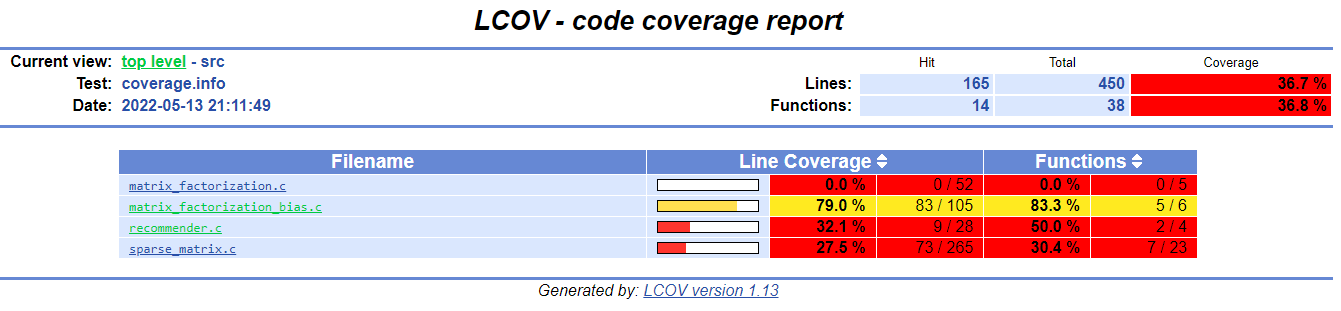 LCOV - code coverage report
Current view: top level - src Hit Total Coverage
Test: coverage.info Lines: 165 450 36.7 %
Date: 2022-05-13 21:11:49 Functions: 14 38 36.8 %
Filename Line Coverage Functions
matrix_factorization.c 0.0 % 0 / 52 0.0 % 0 / 5
matrix_factorization_bias.c 79.0 % 83 / 105 83.3 % 5 / 6
recommender.c 32.1 % 9 / 28 50.0 % 2 / 4
sparse_matrix.c 27.5 % 73 / 265 30.4 % 7 / 23
Generated by: LCOV version 1.13